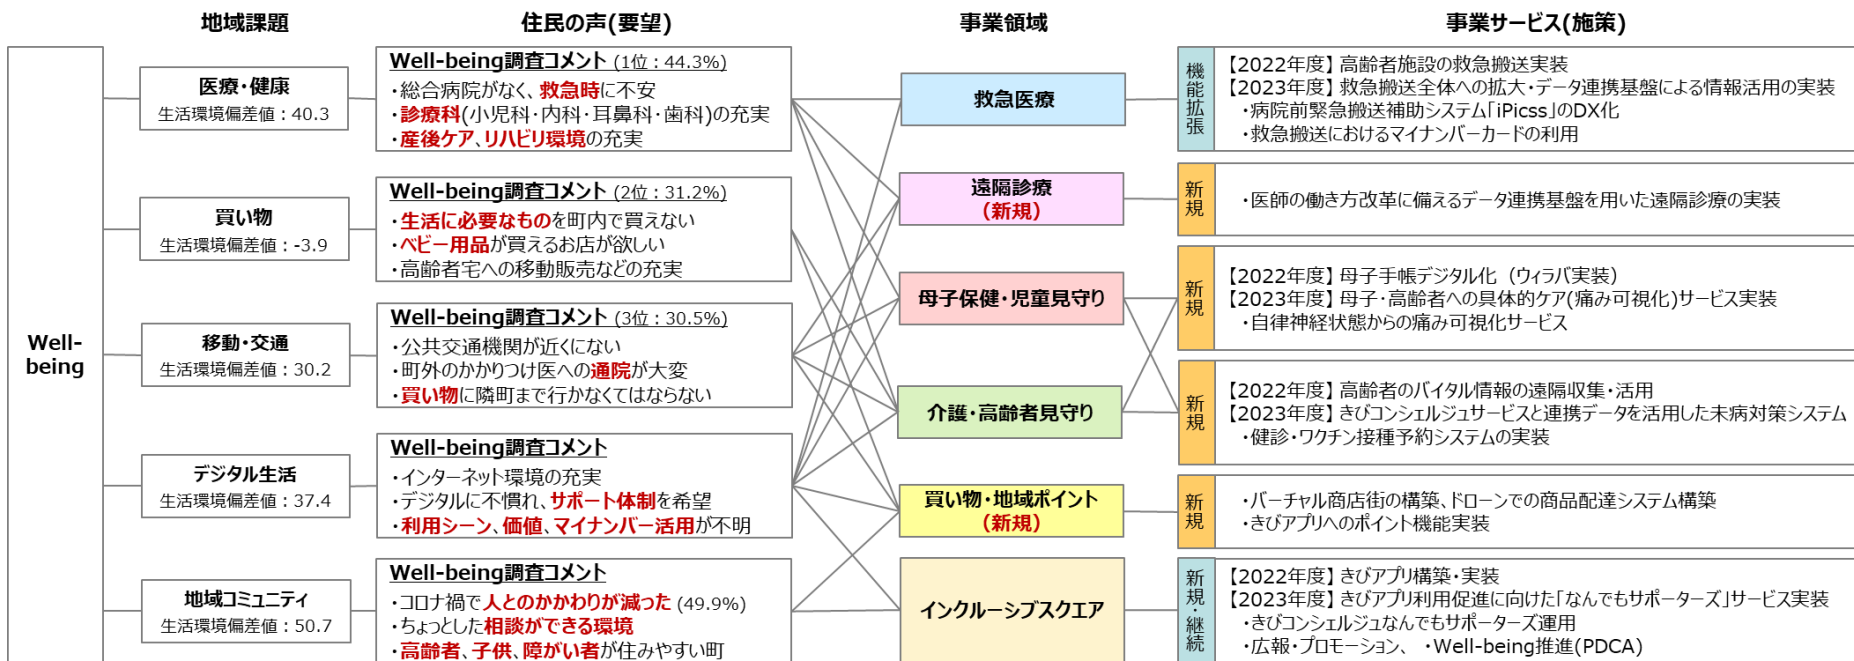 地域課題
住民の声(要望)
事業領域
事業サービス(施策)
Well-
being
医療・健康
生活環境偏差値：40.3
買い物
生活環境偏差値：-3.9
移動・交通
生活環境偏差値：30.2
デジタル生活
生活環境偏差値：37.4
地域コミュニティ
生活環境偏差値：50.7
Well-being調査コメント (1位：44.3%)
・総合病院がなく、救急時に不安
・診療科(小児科・内科・耳鼻科・歯科)の充実
・産後ケア、リハビリ環境の充実
Well-being調査コメント (2位：31.2%)
・生活に必要なものを町内で買えない
・ベビー用品が買えるお店が欲しい
・高齢者宅への移動販売などの充実
Well-being調査コメント (3位：30.5%)
・公共交通機関が近くにない
・町外のかかりつけ医への通院が大変
・買い物に隣町まで行かなくてはならない
Well-being調査コメント
・インターネット環境の充実
・デジタルに不慣れ、サポート体制を希望
・利用シーン、価値、マイナンバー活用が不明
Well-being調査コメント
・コロナ禍で人とのかかわりが減った (49.9%)
・ちょっとした相談ができる環境
・高齢者、子供、障がい者が住みやすい町
救急医療
遠隔診療
(新規)
母子保健・児童見守り
介護・高齢者見守り
買い物・地域ポイント
(新規)
インクルーシブスクエア
機能拡張
【2022年度】高齢者施設の救急搬送実装
【2023年度】救急搬送全体への拡大・データ連携基盤による情報活用の実装
・病院前緊急搬送補助システム「iPicss」のDX化
・救急搬送におけるマイナンバーカードの利用
新規
・医師の働き方改革に備えるデータ連携基盤を用いた遠隔診療の実装
新規
【2022年度】母子手帳デジタル化 (ウィラバ実装)
【2023年度】母子・高齢者への具体的ケア(痛み可視化)サービス実装
・自律神経状態からの痛み可視化サービス
新規
【2022年度】高齢者のバイタル情報の遠隔収集・活用
【2023年度】きびコンシェルジュサービスと連携データを活用した未病対策システム
・健診・ワクチン接種予約システムの実装
新規
・バーチャル商店街の構築、ドローンでの商品配達システム構築
・きびアプリへのポイント機能実装
新規・継続
【2022年度】きびアプリ構築・実装
【2023年度】きびアプリ利用促進に向けた「なんでもサポーターズ」サービス実装
・きびコンシェルジュなんでもサポーターズ運用
・広報・プロモーション、 ・Well-being推進(PDCA)